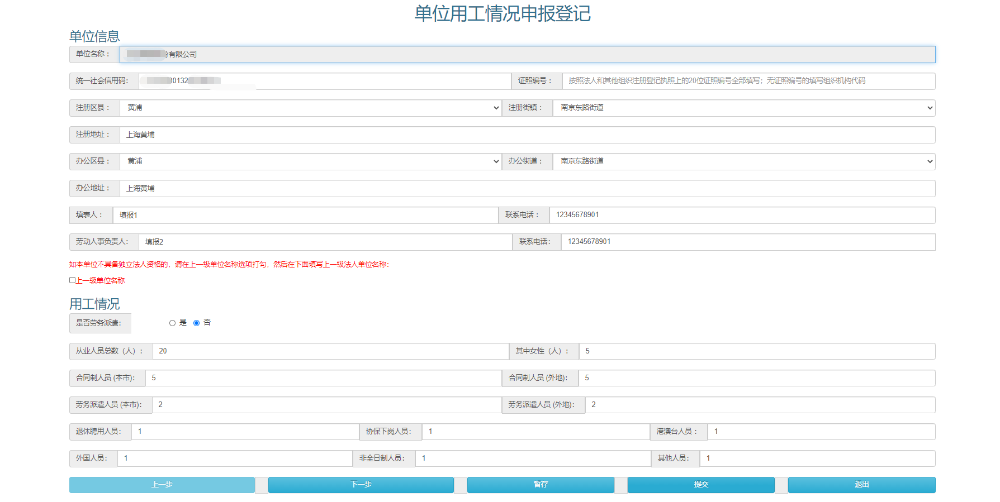 单位用工情况申报登记
单位信息
单位名称： 份有限公司
统一社会信用码: 00132 证照编号： 按照法人和其他组织注册登记执照上的20位证照编号全部填写；无证照编号的填写组织机构代码
注册区县： 黄浦 注册街镇： 南京东路街道
注册地址： 上海黄埔
办公区县： 黄浦 办公街道： 南京东路街道
办公地址： 上海黄埔
填表人： 填报1 联系电话： 12345678901
劳动人事负责人: 填报2 联系电话: 12345678901
如本单位不具备独立法人资格的，请在上一级单位名称选项打勾，然后在下面填写上一级法人单位名称:
上一级单位名称
用工情况
是否劳务派遣: 是 否
从业人员总数（人）: 20 其中女性（人）: 5
合同制人员 (本市): 5 合同制人员 (外地): 5
劳务派遣人员 (本市): 2 劳务派遣人员 (外地): 2
退休聘用人员: 1 协保下岗人员: 1 港澳台人员： 1
外国人员: 1 非全日制人员: 1 其他人员: 1
上一步 下一步 暂存 提交 退出